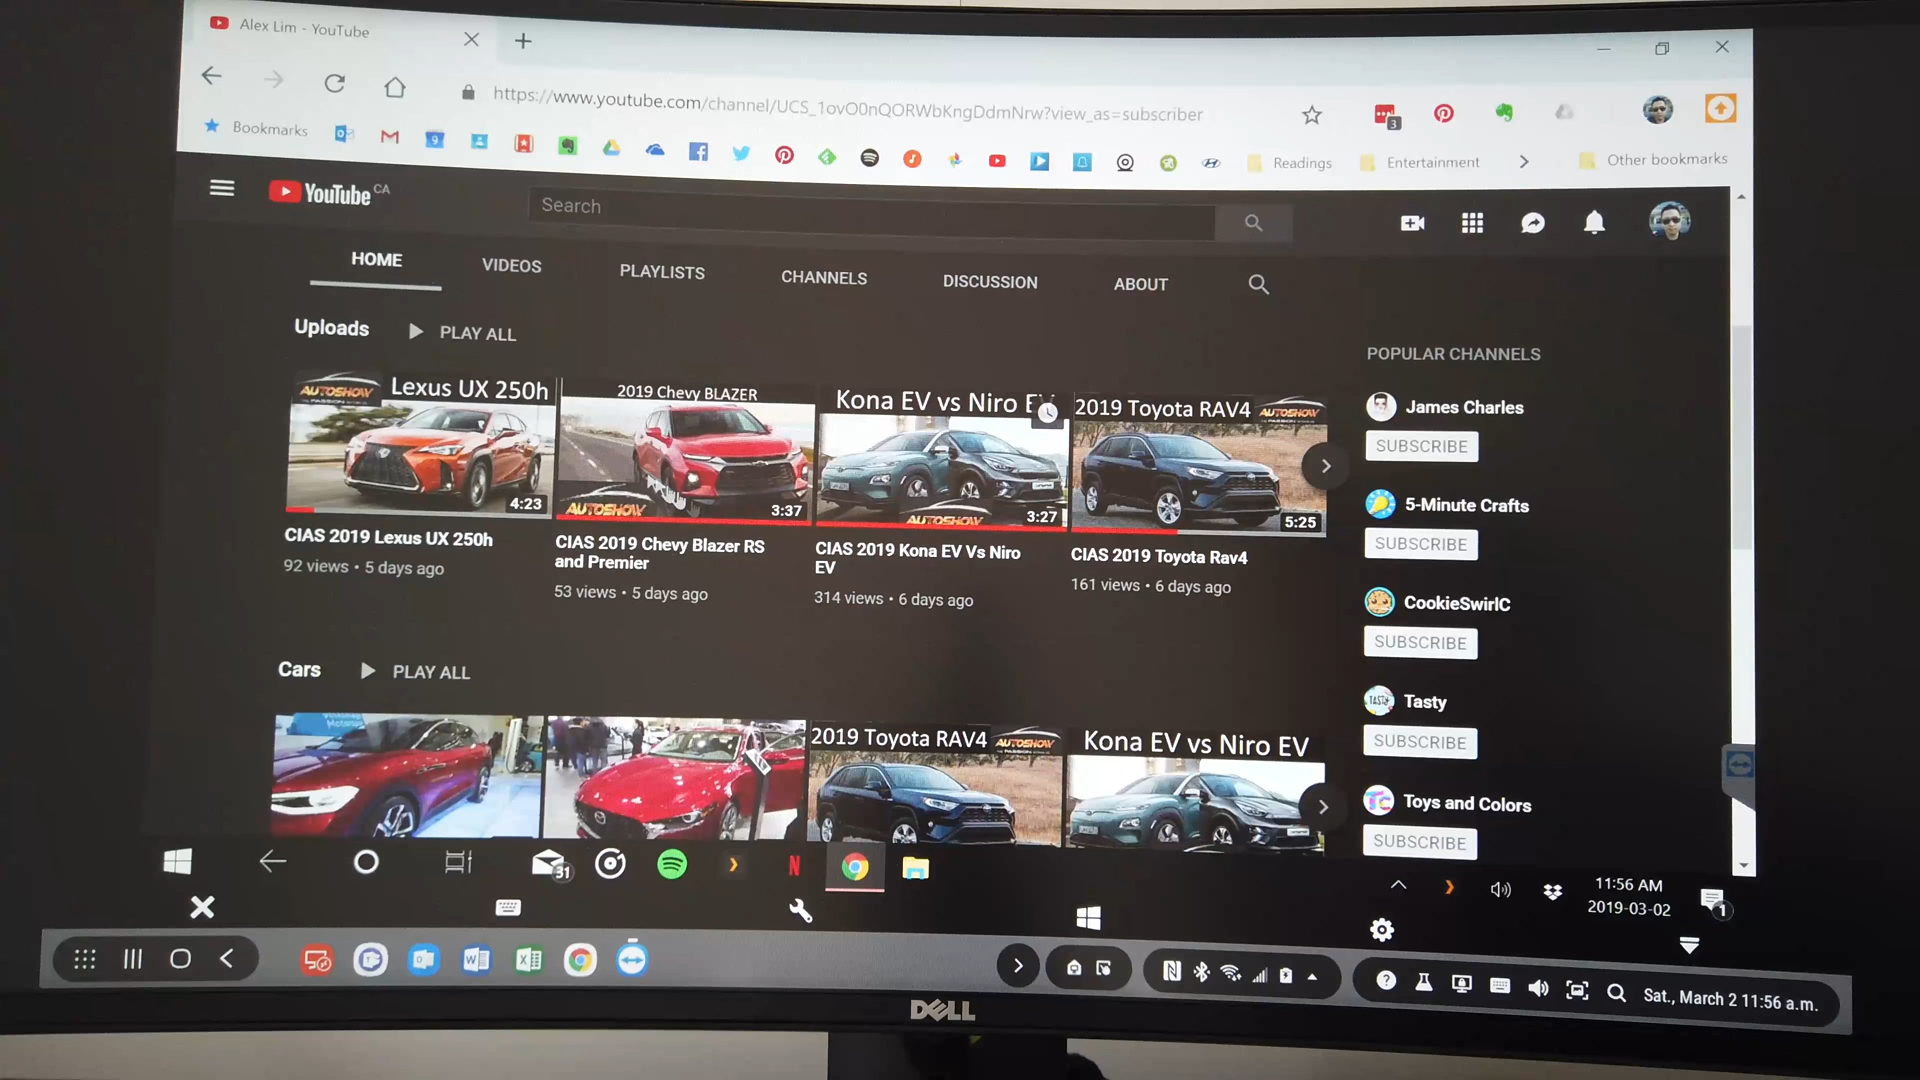 Alex Lim - YouTube
https://www.youtube.com/channel/UCS_1ovO0nQORWbKngDdmNrw?view_as=subscriber
3
Bookmarks
Readings
Entertainment
Other bookmarks
YouTube CA
Search
HOME
VIDEOS
PLAYLISTS
CHANNELS
DISCUSSION
ABOUT
Uploads
PLAY ALL
AUTOSHOW
Lexus UX 250h
4:23
CIAS 2019 Lexus UX 250h
92 views • 5 days ago
2019 Chevy BLAZER
AUTOSHOW
3:37
CIAS 2019 Chevy Blazer RS
and Premier
53 views • 5 days ago
Kona EV vs Niro EV
AUTOSHOW
3:27
CIAS 2019 Kona EV Vs Niro
EV
314 views • 6 days ago
2019 Toyota RAV4
AUTOSHOW
5:25
CIAS 2019 Toyota Rav4
161 views • 6 days ago
POPULAR CHANNELS
James Charles
SUBSCRIBE
5-Minute Crafts
SUBSCRIBE
CookieSwirlC
SUBSCRIBE
Tasty
SUBSCRIBE
Toys and Colors
SUBSCRIBE
Cars
PLAY ALL
2019 Toyota RAV4
AUTOSHOW
Kona EV vs Niro EV
31
11:56 AM
2019-03-02
1
Sat., March 2 11:56 a.m.
DELL